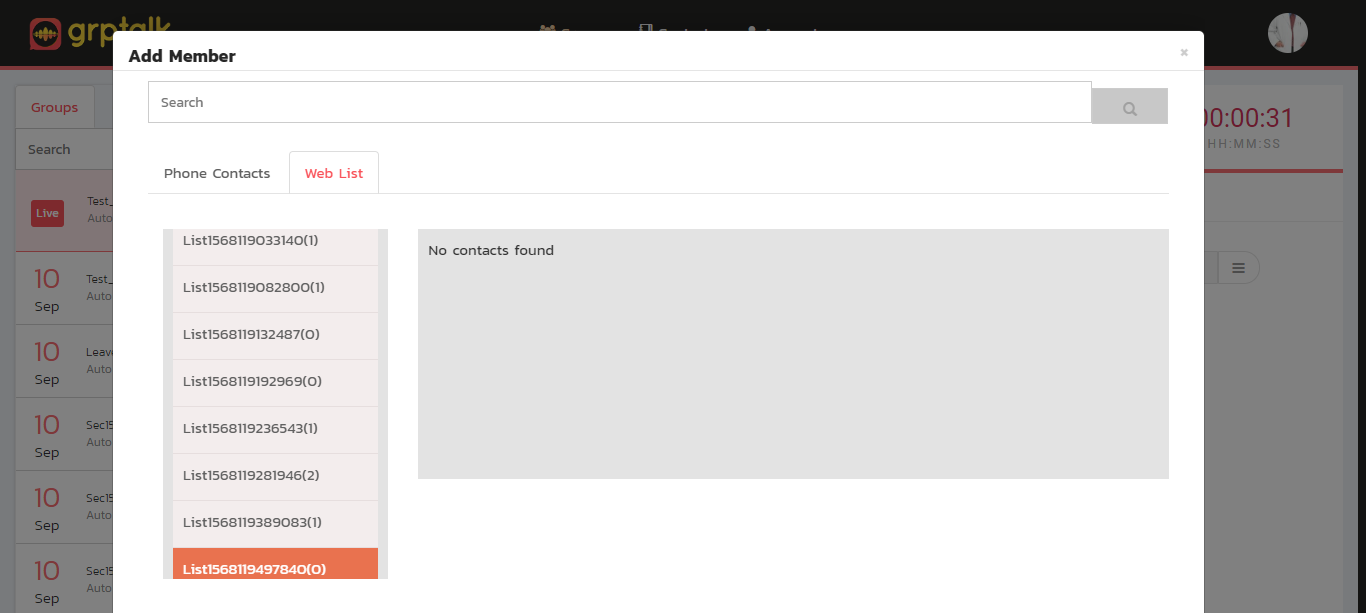 grptalk
Add Member
×
Search
Phone Contacts
Web List
List1568119033140(1)
List1568119082800(1)
List1568119132487(0)
List1568119192969(0)
List1568119236543(1)
List1568119281946(2)
List1568119389083(1)
List1568119497840(0)
No contacts found
Groups
Search
Live
Test_
Auto
10
Sep
Test_
Auto
10
Sep
Leave
Auto
10
Sep
Sec15
Auto
10
Sep
Sec15
Auto
10
Sep
Sec15
Auto
00:00:31
HH:MM:SS